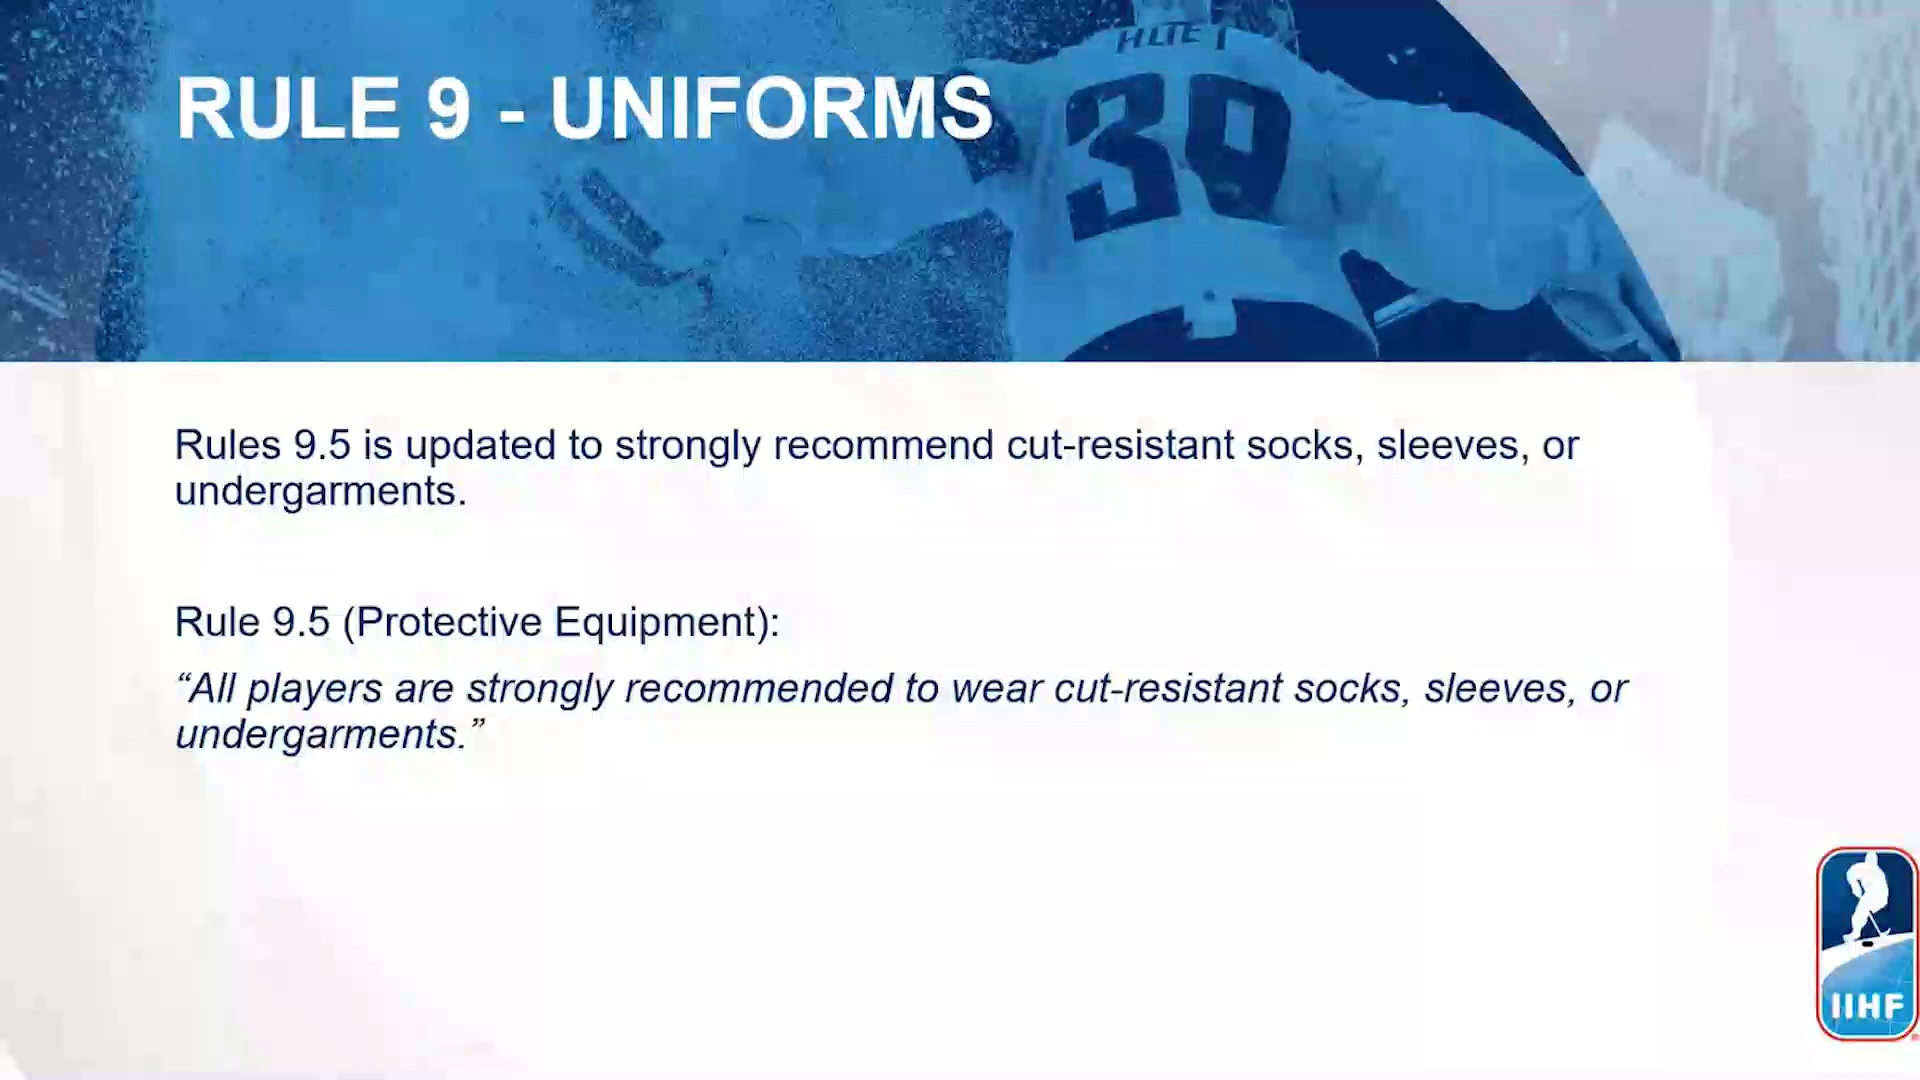 RULE 9 - UNIFORMS
39
Rules 9.5 is updated to strongly recommend cut-resistant socks, sleeves, or
undergarments.
Rule 9.5 (Protective Equipment):
“All players are strongly recommended to wear cut-resistant socks, sleeves, or
undergarments.”
IIHF